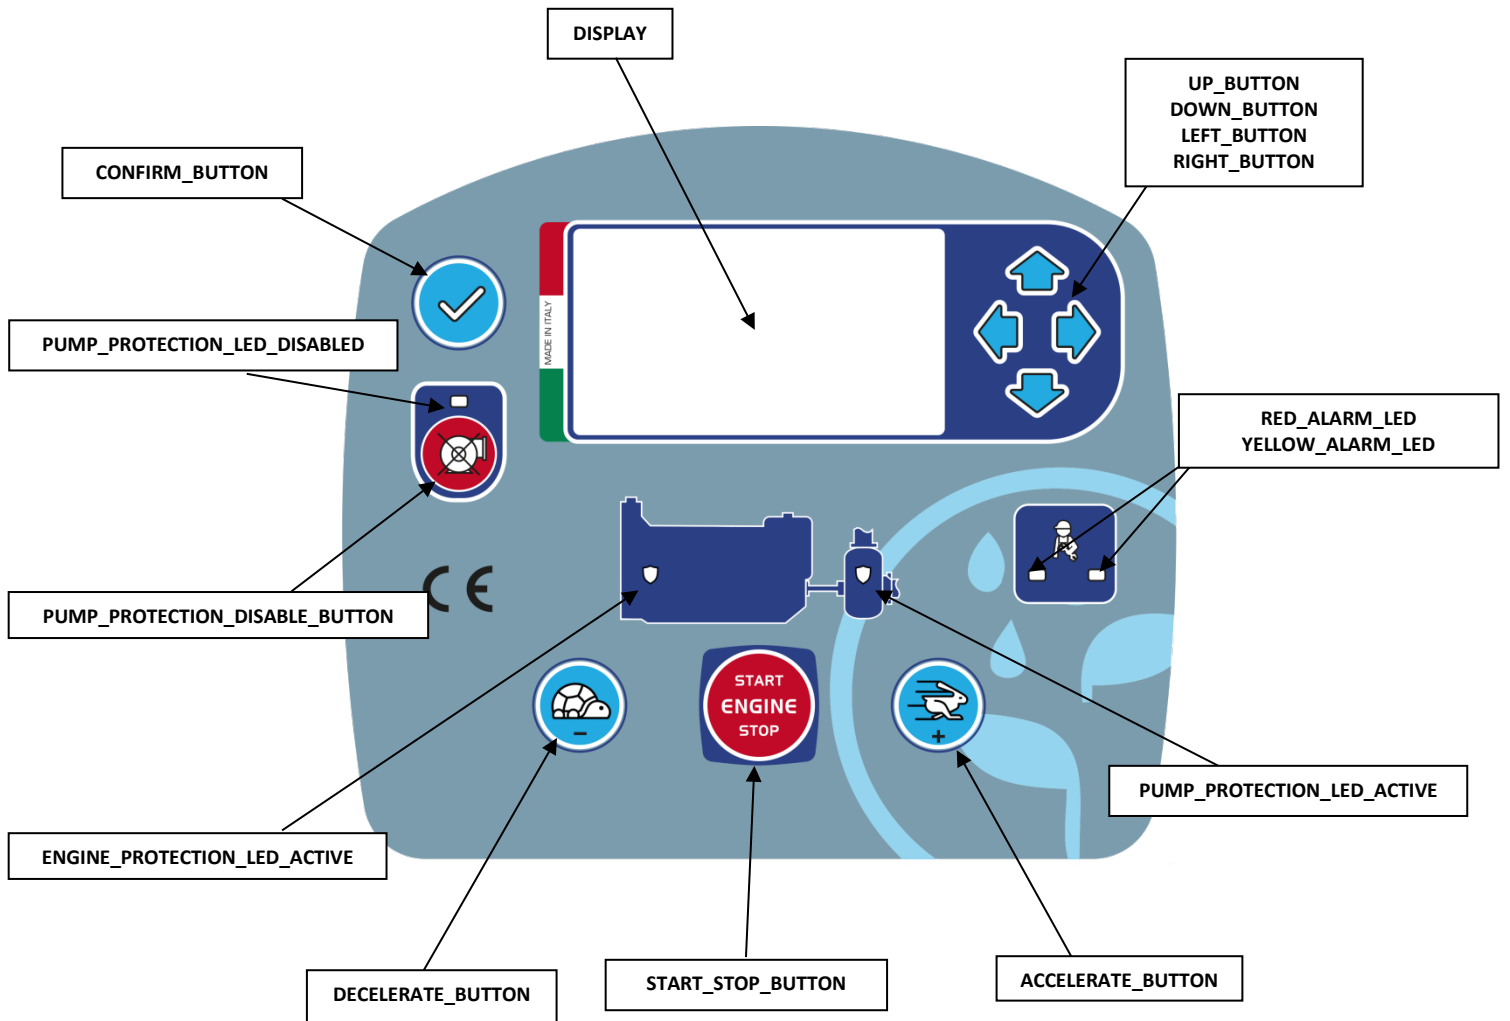 DISPLAY
UP_BUTTON
DOWN_BUTTON
LEFT_BUTTON
RIGHT_BUTTON
CONFIRM_BUTTON
MADE IN ITALY
PUMP_PROTECTION_LED_DISABLED
RED_ALARM_LED
YELLOW_ALARM_LED
CE
PUMP_PROTECTION_DISABLE_BUTTON
START
ENGINE
STOP
-
+
PUMP_PROTECTION_LED_ACTIVE
ENGINE_PROTECTION_LED_ACTIVE
DECELERATE_BUTTON
START_STOP_BUTTON
ACCELERATE_BUTTON